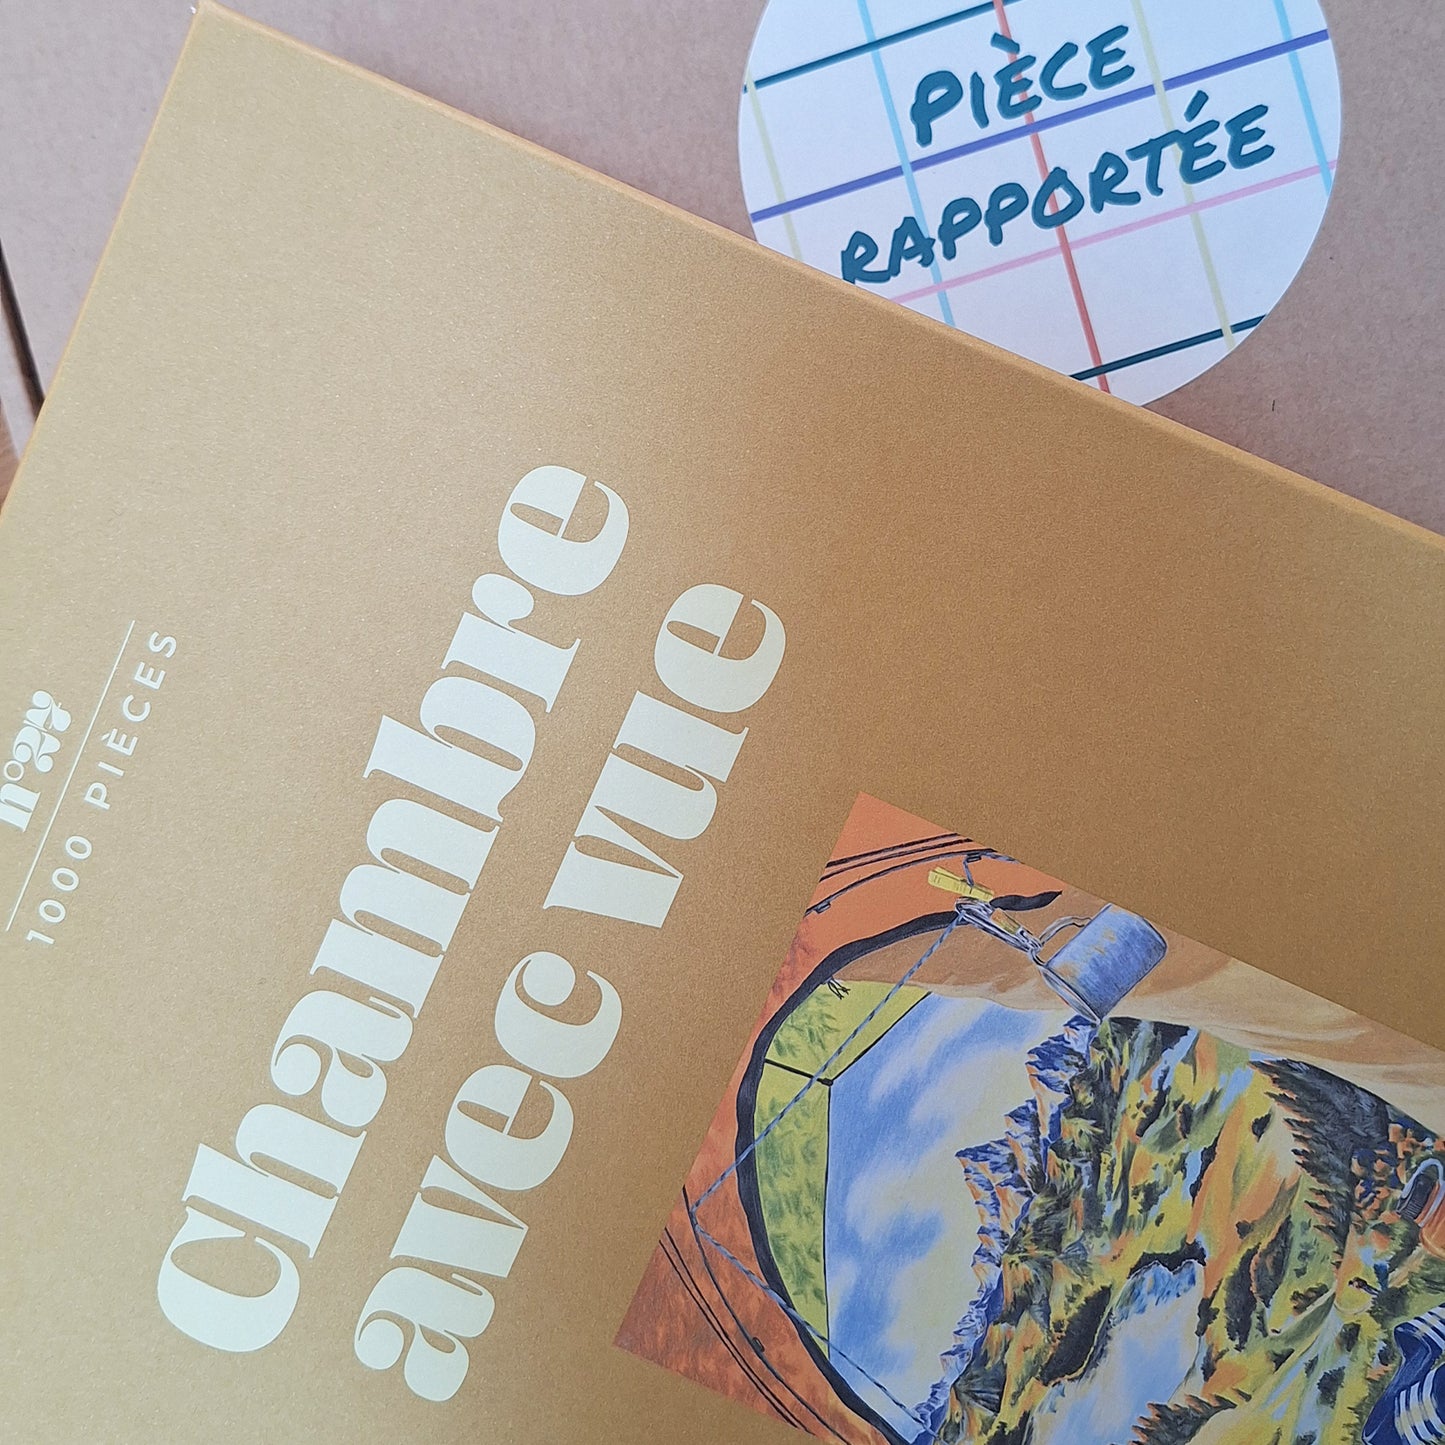 PIÈCE
RAPPORTÉE
Chambre
avec vue
1000 PIÈCES